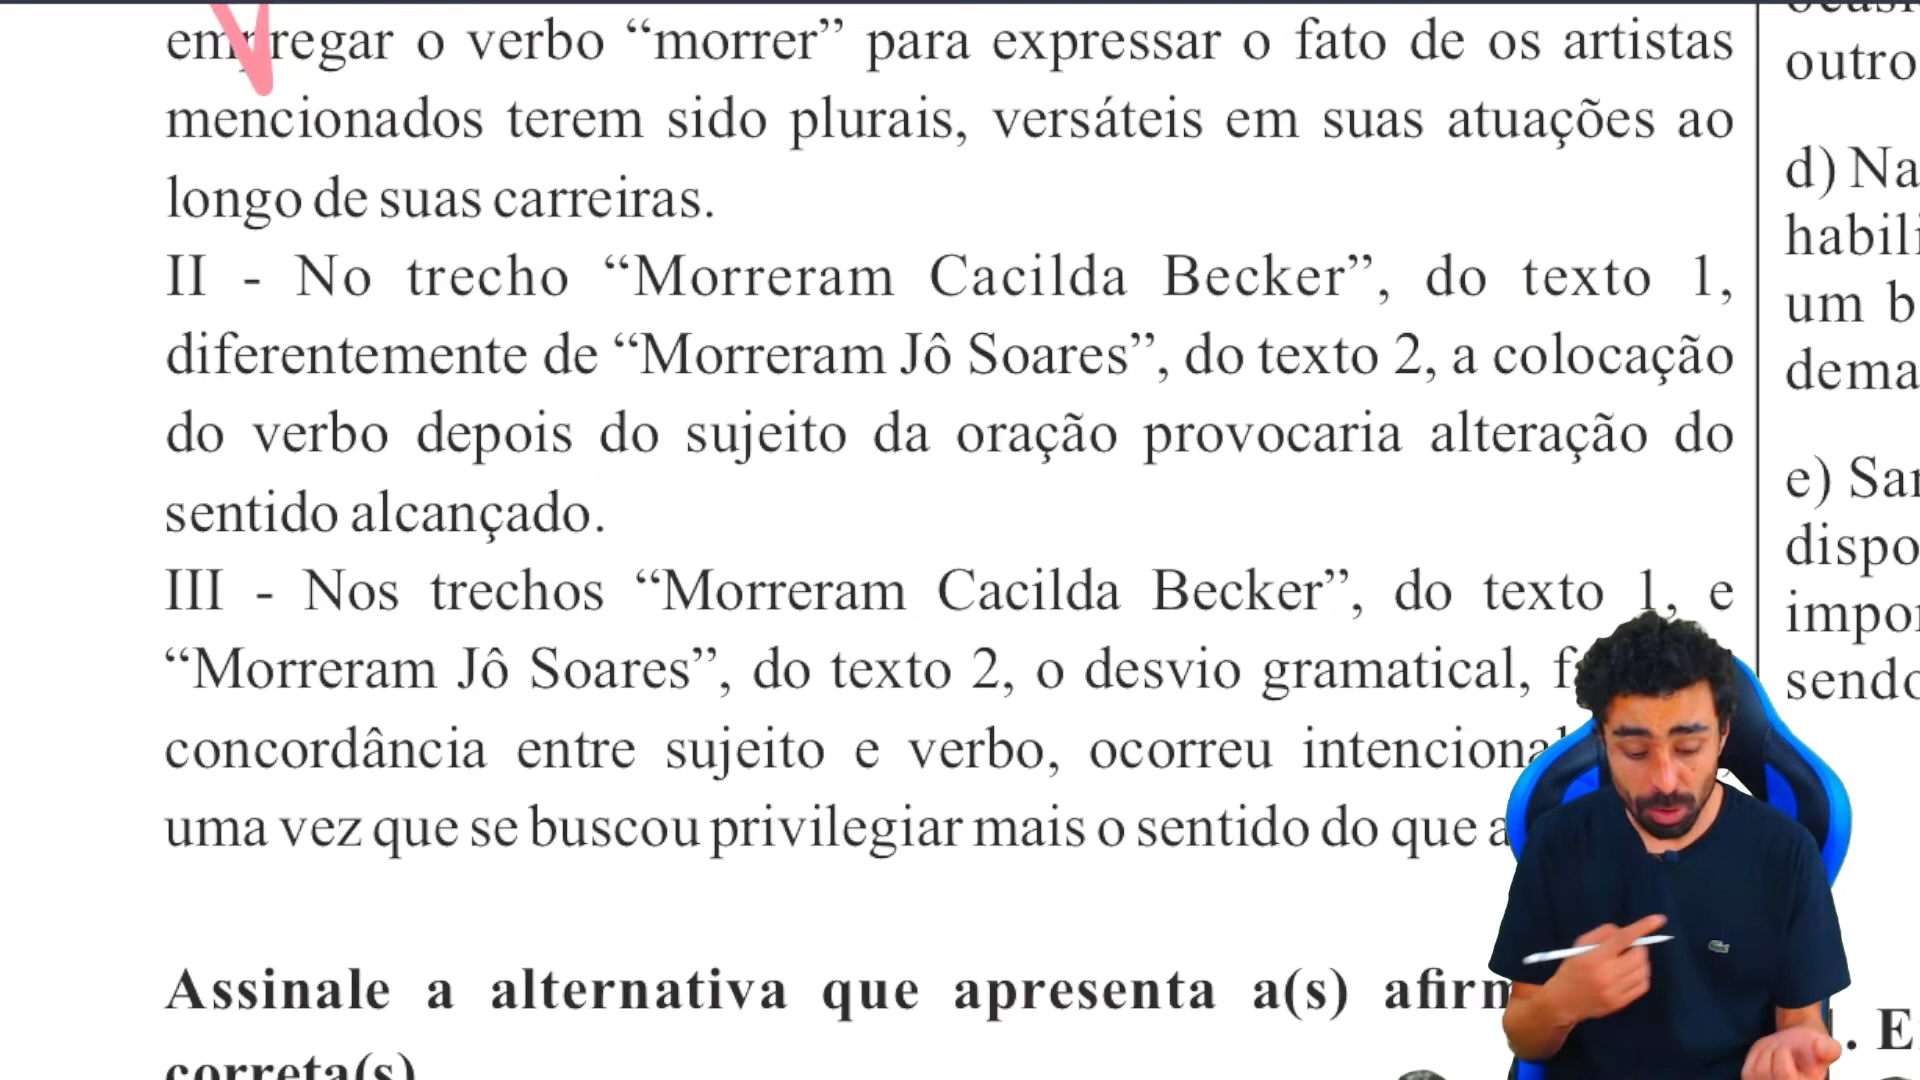 empregar o verbo “morrer” para expressar o fato de os artistas
mencionados terem sido plurais, versáteis em suas atuações ao
longo de suas carreiras.
II - No trecho “Morreram Cacilda Becker”, do texto 1,
diferentemente de “Morreram Jô Soares”, do texto 2, a colocação
do verbo depois do sujeito da oração provocaria alteração do
sentido alcançado.
III - Nos trechos “Morreram Cacilda Becker”, do texto 1, e
“Morreram Jô Soares”, do texto 2, o desvio gramatical,
concordância entre sujeito e verbo, ocorreu
uma vez que se buscou privilegiar mais o sentido do que a
Assinale a alternativa que apresenta a(s)
correta(s)
outro
d) Na
habili
um b
dema
e)
dispo
impor
sendo